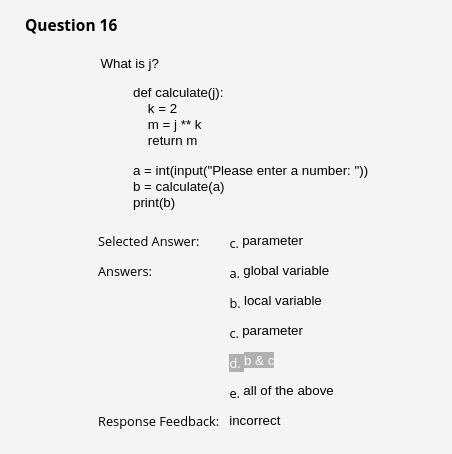 Question 16
What is j?
def calculate(j):
    k = 2
    m = j ** k
    return m
a = int(input("Please enter a number: "))
b = calculate(a)
print(b)
Selected Answer: c. parameter
Answers: a. global variable
b. local variable
c. parameter
d. b & c
e. all of the above
Response Feedback: incorrect